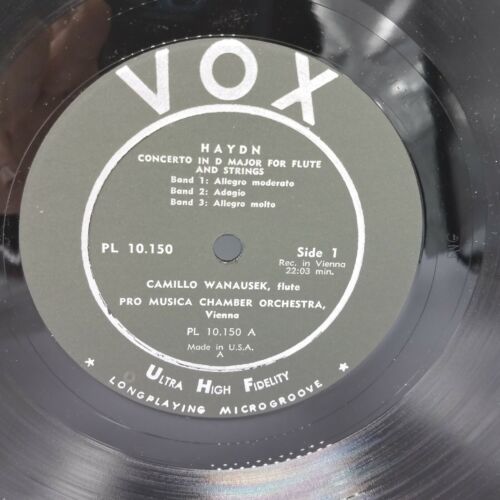 VOX
HAYDN
CONCERTO IN D MAJOR FOR FLUTE
AND STRINGS
Band 1: Allegro moderato
Band 2: Adagio
Band 3: Allegro molto
PL 10.150
Side 1
Rec. in Vienna
22:03 min.
CAMILLO WANAUSEK, flute
PRO MUSICA CHAMBER ORCHESTRA,
Vienna
PL 10.150 A
Made in U.S.A.
A
ULTRA HIGH FIDELITY
* LONGPLAYING MICROGROOVE *